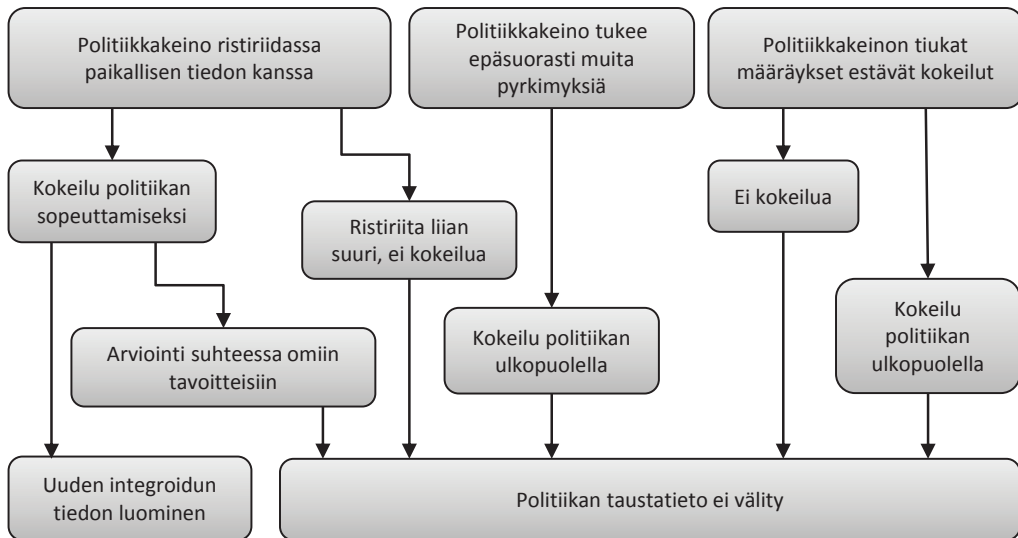 Politiikkakeino ristiriidassa
paikallisen tiedon kanssa
Politiikkakeino tukee
epäsuorasti muita
pyrkimyksiä
Politiikkakeinon tiukat
määräykset estävät kokeilut
Kokeilu politiikan
sopeuttamiseksi
Ristiriita liian
suuri, ei kokeilua
Ei kokeilua
Arviointi suhteessa omiin
tavoitteisiin
Kokeilu politiikan
ulkopuolella
Kokeilu
politiikan
ulkopuolella
Uuden integroidun
tiedon luominen
Politiikan taustatieto ei välity